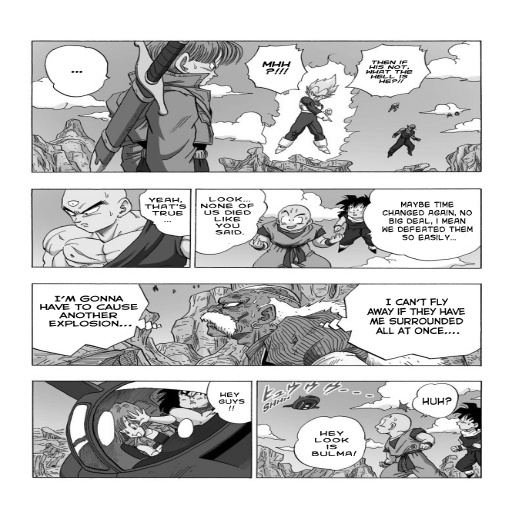 ...
MHH
?!!!
THEN IF
HIS NOT,
WHAT THE
HELL IS
HE?!!
YEAH,
THAT'S
TRUE
...
LOOK...
NONE OF
US DIED
LIKE
YOU
SAID.
MAYBE TIME
CHANGED AGAIN, NO
BIG DEAL, I MEAN
WE DEFEATED THEM
SO EASILY...
I'M GONNA
HAVE TO CAUSE
ANOTHER
EXPLOSION...
I CAN'T FLY
AWAY IF THEY HAVE
ME SURROUNDED
ALL AT ONCE....
HEY
GUYS
!!
HEY
LOOK
IS
BULMA!
HUH?